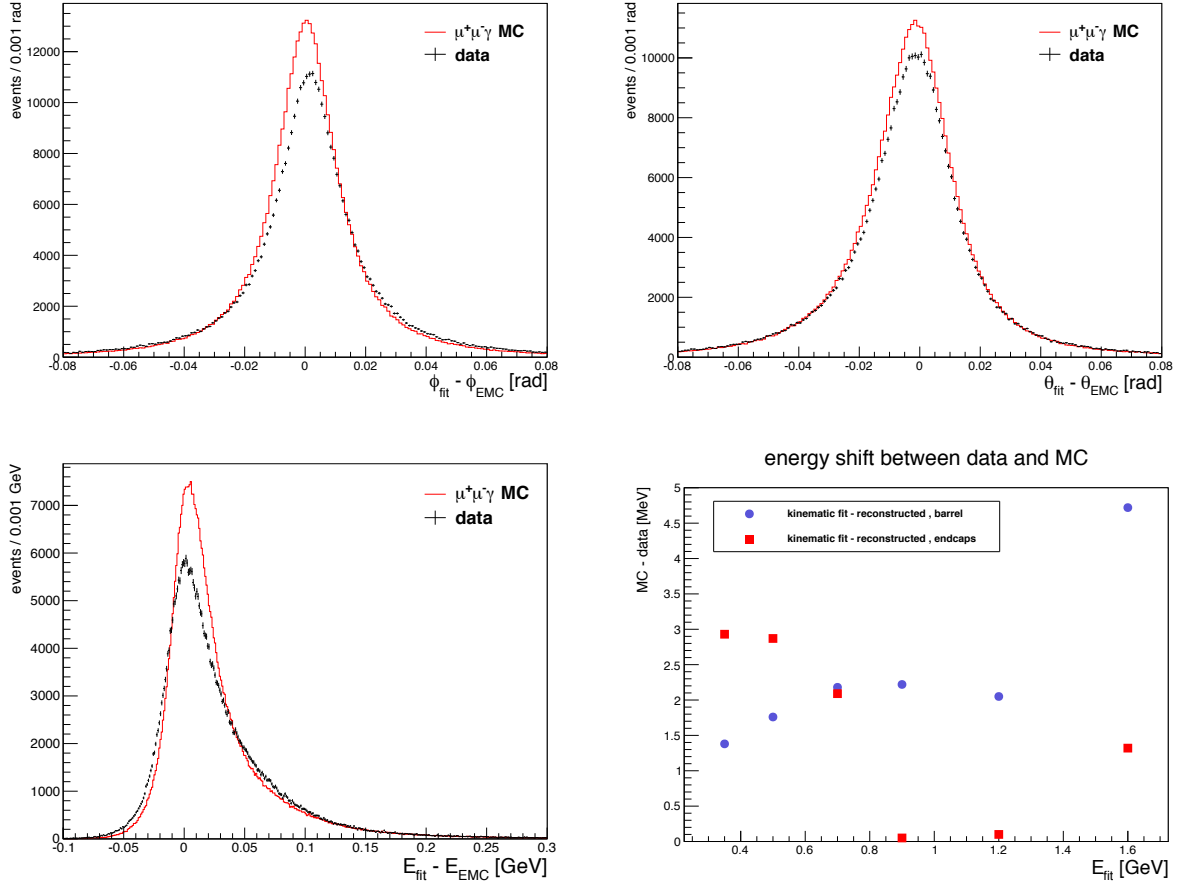 events / 0.001 rad
12000
10000
8000
6000
4000
2000
0
μ⁺μ⁻γ MC
data
-0.08 -0.06 -0.04 -0.02 0 0.02 0.04 0.06 0.08
ϕ_fit - ϕ_EMC [rad]
events / 0.001 rad
10000
8000
6000
4000
2000
0
μ⁺μ⁻γ MC
data
-0.08 -0.06 -0.04 -0.02 0 0.02 0.04 0.06 0.08
θ_fit - θ_EMC [rad]
events / 0.001 GeV
7000
6000
5000
4000
3000
2000
1000
0
μ⁺μ⁻γ MC
data
-0.1 -0.05 0 0.05 0.1 0.15 0.2 0.25 0.3
E_fit - E_EMC [GeV]
energy shift between data and MC
MC - data [MeV]
5
4.5
4
3.5
3
2.5
2
1.5
1
0.5
0
kinematic fit - reconstructed , barrel
kinematic fit - reconstructed , endcaps
0.4 0.6 0.8 1 1.2 1.4 1.6
E_fit [GeV]